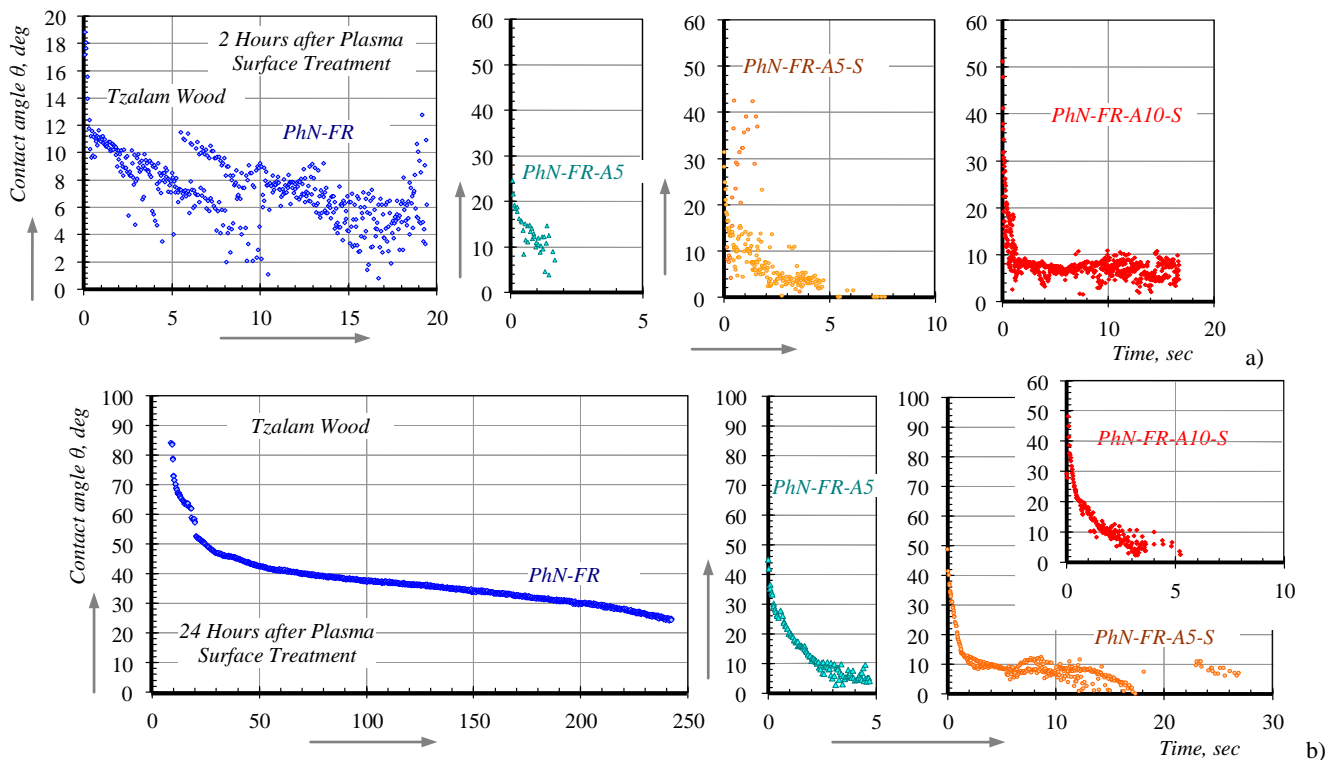 Contact angle θ, deg
20
18
16
14
12
10
8
6
4
2
0
2 Hours after Plasma
Surface Treatment
Tzalam Wood
PhN-FR
0 5 10 15 20
60
50
40
30
20
10
0
PhN-FR-A5
0 5
60
50
40
30
20
10
0
PhN-FR-A5-S
0 5 10
60
50
40
30
20
10
0
PhN-FR-A10-S
0 10 20
Time, sec
a)
Contact angle θ, deg
100
90
80
70
60
50
40
30
20
10
0
Tzalam Wood
PhN-FR
24 Hours after Plasma
Surface Treatment
0 50 100 150 200 250
100
90
80
70
60
50
40
30
20
10
0
PhN-FR-A5
0 5
100
90
80
70
60
50
40
30
20
10
0
PhN-FR-A5-S
0 10 20 30
60
50
40
30
20
10
0
PhN-FR-A10-S
0 5 10
Time, sec
b)